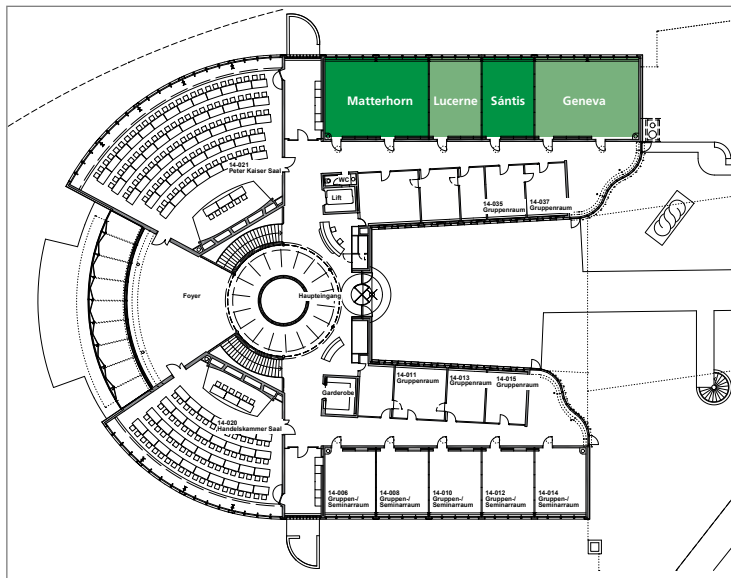 Matterhorn
Lucerne
Sántis
Geneva
14-021
Peter Kaiser Saal
WC
Lift
14-035
Gruppenraum
14-037
Gruppenraum
Foyer
Haupteingang
14-011
Gruppenraum
14-013
Gruppenraum
14-015
Gruppenraum
Garderobe
14-020
Handelskammer Saal
14-006
Gruppen-/
Seminarraum
14-008
Gruppen-/
Seminarraum
14-010
Gruppen-/
Seminarraum
14-012
Gruppen-/
Seminarraum
14-014
Gruppen-/
Seminarraum